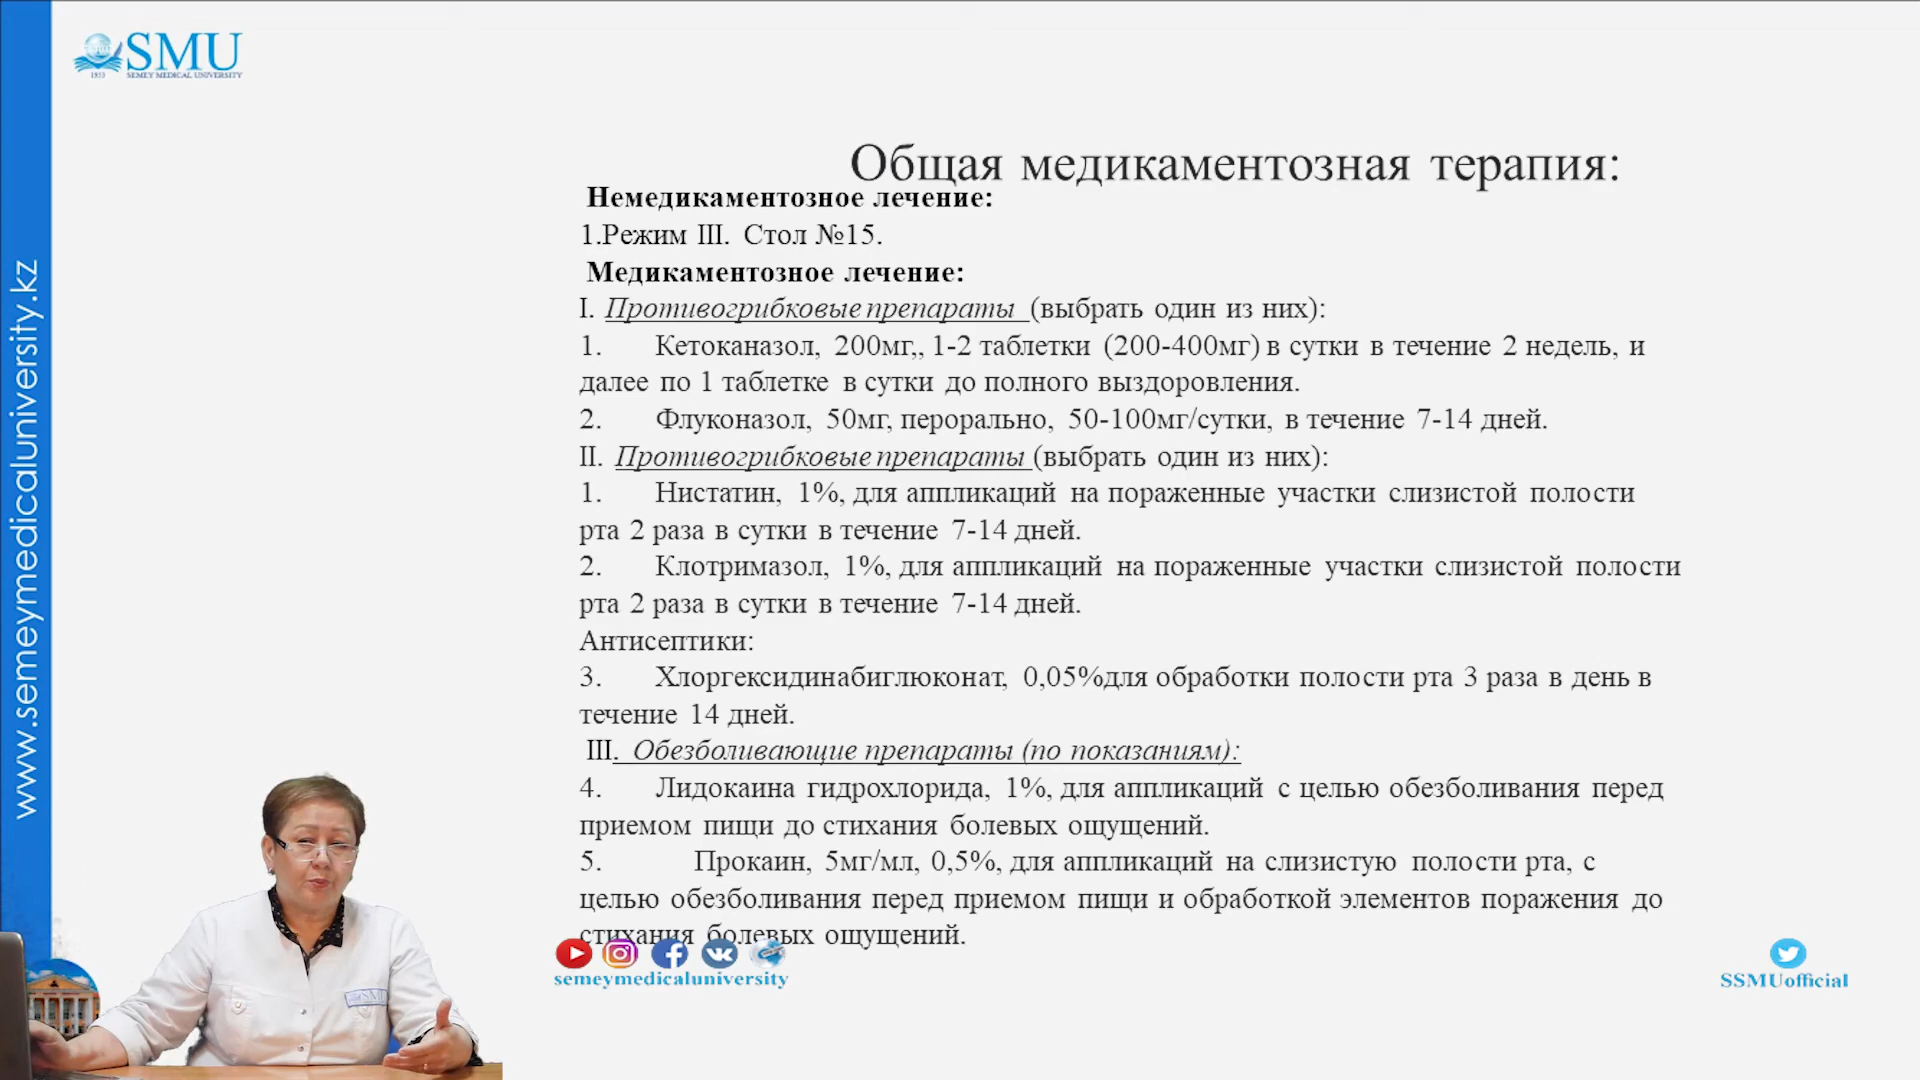 SMU
SEMEY MEDICAL UNIVERSITY
1953
www.semeymedicaluniversity.kz
Общая медикаментозная терапия:
Немедикаментозное лечение:
1.Режим III. Стол №15.
Медикаментозное лечение:
I. Противогрибковые препараты (выбрать один из них):
1. Кетоканазол, 200мг,, 1-2 таблетки (200-400мг) в сутки в течение 2 недель, и
далее по 1 таблетке в сутки до полного выздоровления.
2. Флуконазол, 50мг, перорально, 50-100мг/сутки, в течение 7-14 дней.
II. Противогрибковые препараты (выбрать один из них):
1. Нистатин, 1%, для аппликаций на пораженные участки слизистой полости
рта 2 раза в сутки в течение 7-14 дней.
2. Клотримазол, 1%, для аппликаций на пораженные участки слизистой полости
рта 2 раза в сутки в течение 7-14 дней.
Антисептики:
3. Хлоргексидинабиглюконат, 0,05%для обработки полости рта 3 раза в день в
течение 14 дней.
III. Обезболивающие препараты (по показаниям):
4. Лидокаина гидрохлорида, 1%, для аппликаций с целью обезболивания перед
приемом пищи до стихания болевых ощущений.
5. Прокаин, 5мг/мл, 0,5%, для аппликаций на слизистую полости рта, с
целью обезболивания перед приемом пищи и обработкой элементов поражения до
стихания болевых ощущений.
semeymedicaluniversity
SSMUofficial